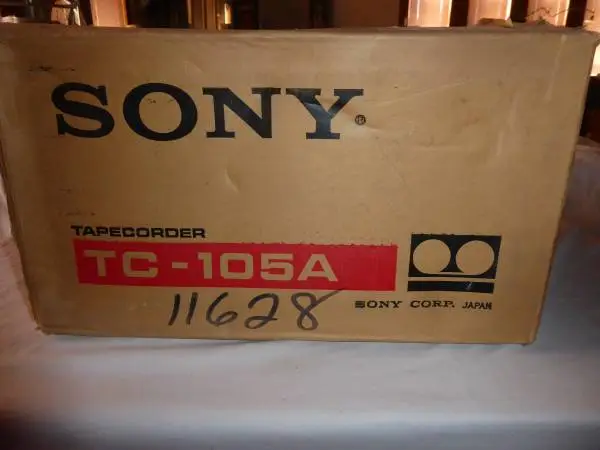 SONY®
TAPECORDER
TC-105A
11628
SONY CORP. JAPAN